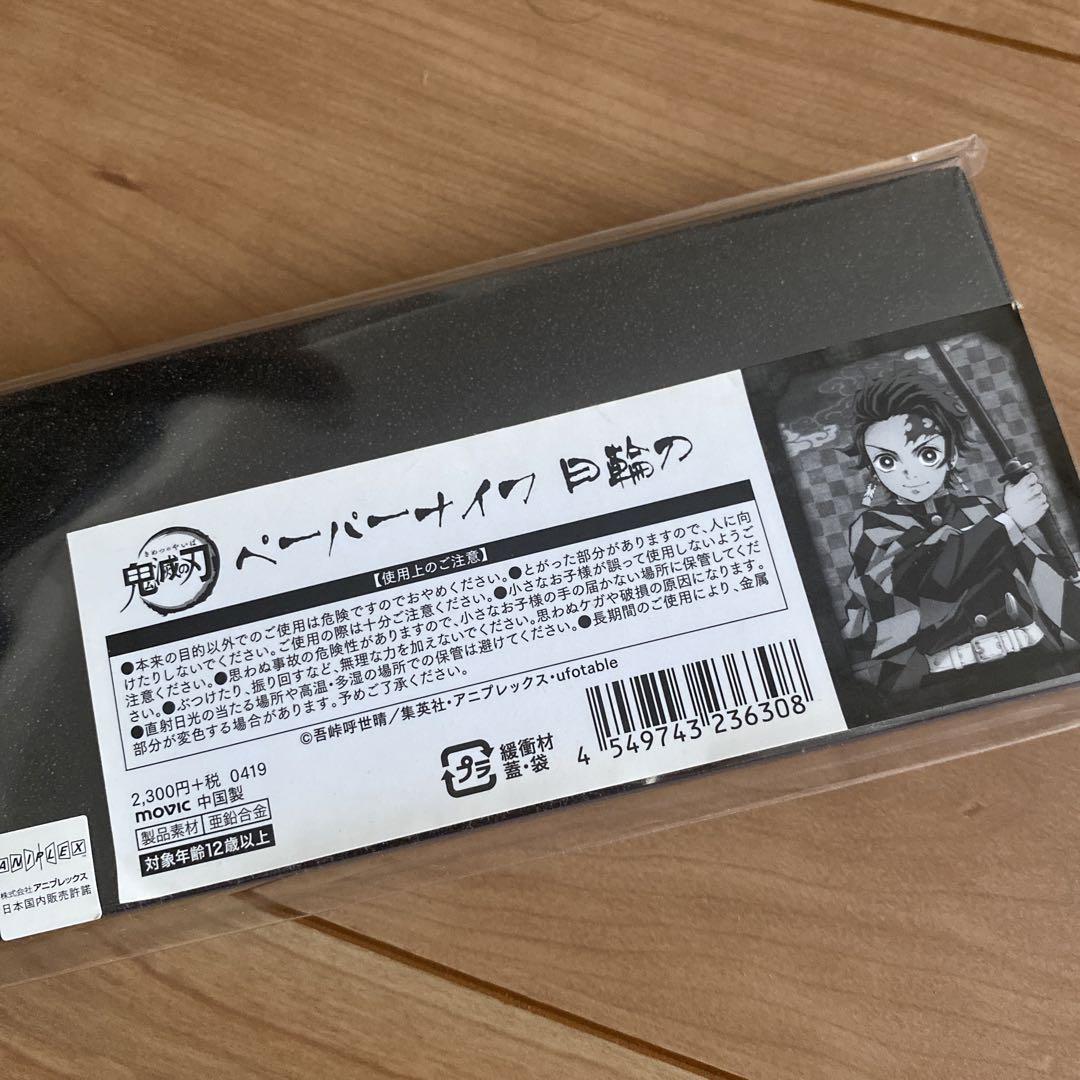 きめつのやいば
鬼滅の刃
ペーパーナイフ 日輪刀
【使用上のご注意】
●本来の目的以外でのご使用は危険ですのでおやめください。●とがった部分がありますので、人に向
けたりしないでください。ご使用の際は十分ご注意ください。●小さなお子様が誤って使用しないようご
注意ください。●思わぬ事故の危険性がありますので、小さなお子様の手の届かない場所に保管してくだ
さい。●ぶつけたり、振り回すなど、無理な力を加えないでください。思わぬケガや破損の原因になります。
●直射日光の当たる場所や高温・多湿の場所での保管は避けてください。●長期間のご使用により、金属
部分が変色する場合があります。予めご了承ください。
©吾峠呼世晴／集英社・アニプレックス・ufotable
2,300円+税 0419
movic 中国製
製品素材 亜鉛合金
対象年齢12歳以上
プラ
緩衝材
蓋・袋
4 549743 236308
ANIPLEX
株式会社 アニプレックス
日本国内販売許諾